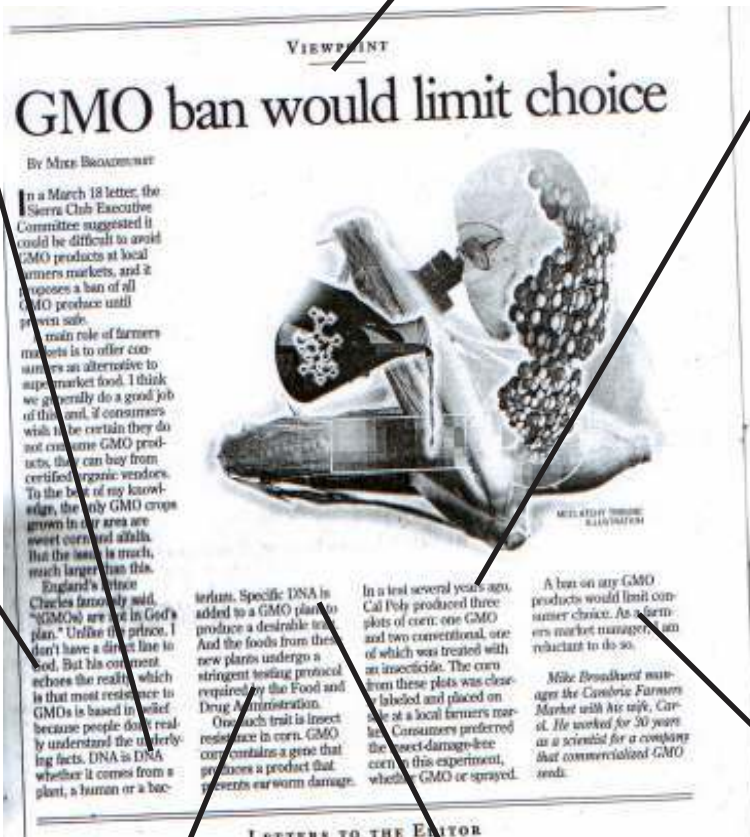 VIEWPOINT
GMO ban would limit choice
BY MIKE BROADHURST
In a March 18 letter, the
Sierra Club Executive
Committee suggested it
could be difficult to avoid
GMO products at local
farmers markets, and it
proposes a ban of all
GMO produce until
proven safe.
main role of farmers
markets is to offer con-
sumers an alternative to
supermarket food. I think
we generally do a good job
of this and, if consumers
wish to be certain they do
not consume GMO prod-
ucts, they can buy from
certified organic vendors.
To the best of my knowl-
edge, the only GMO crops
grown in our area are
sweet corn and alfalfa.
But the issue is much,
much larger than this.
England's Prince
Charles famously said,
"(GMOs) are not in God's
plan." Unlike the prince, I
don't have a direct line to
God. But his comment
echoes the reality, which
is that most resistance to
GMOs is based in belief
because people don't real-
ly understand the underly-
ing facts. DNA is DNA
whether it comes from a
plant, a human or a bac-
terium. Specific DNA is
added to a GMO plant to
produce a desirable trait.
And the foods from these
new plants undergo a
stringent testing protocol
required by the Food and
Drug Administration.
One such trait is insect
resistance in corn. GMO
corn contains a gene that
produces a product that
prevents earworm damage.
In a test several years ago,
Cal Poly produced three
plots of corn: one GMO
and two conventional, one
of which was treated with
an insecticide. The corn
from these plots was clear-
ly labeled and placed on
sale at a local farmers mar-
ket. Consumers preferred
the insect-damage-free
corn in this experiment,
whether GMO or sprayed.
A ban on any GMO
products would limit con-
sumer choice. As a farm-
ers market manager, I am
reluctant to do so.
Mike Broadhurst man-
ages the Cambria Farmers
Market with his wife, Car-
ol. He worked for 30 years
as a scientist for a company
that commercialized GMO
seeds.
MCCLATCHY TRIBUNE
ILLUSTRATION
LETTERS TO THE EDITOR